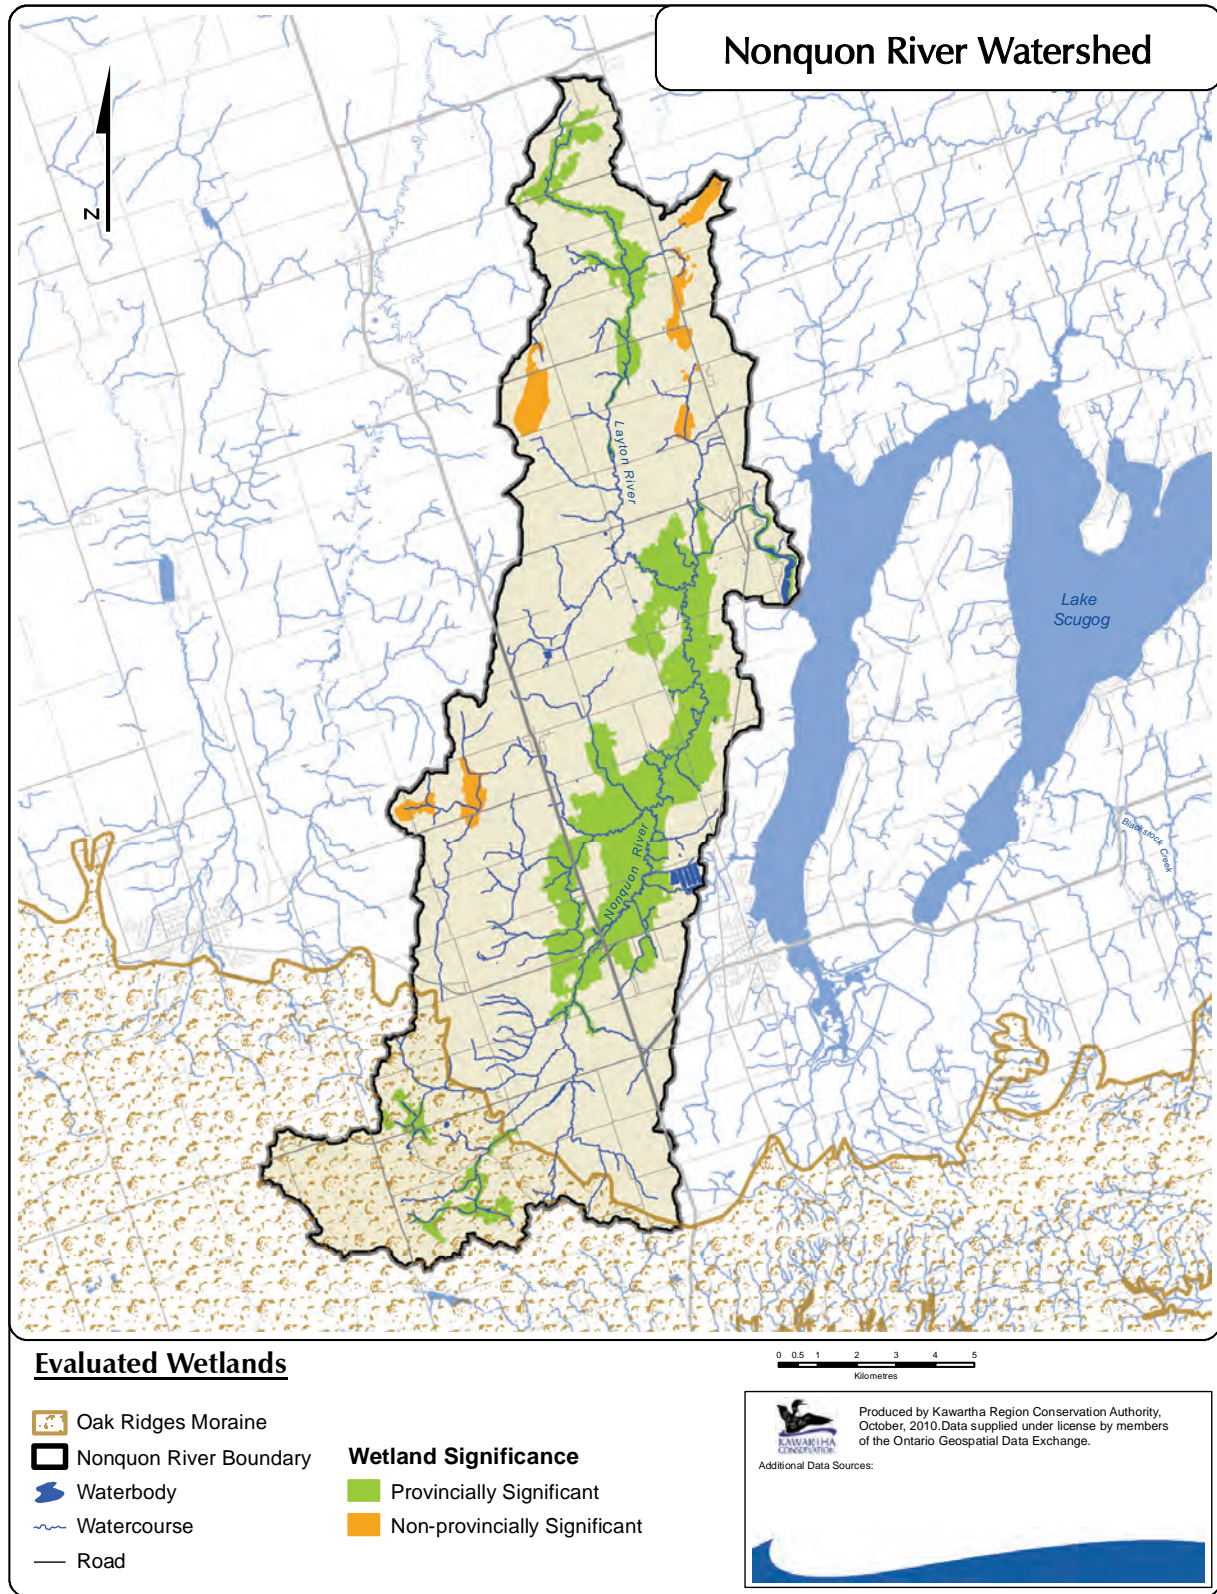 Nonquon River Watershed
N
Layton River
Lake
Scugog
Blackstock Creek
Nonquon River
Evaluated Wetlands
Oak Ridges Moraine
Nonquon River Boundary
Waterbody
Watercourse
Road
Wetland Significance
Provincially Significant
Non-provincially Significant
0 0.5 1 2 3 4 5
Kilometres
KAWARTHA
CONSERVATION
Produced by Kawartha Region Conservation Authority,
October, 2010.Data supplied under license by members
of the Ontario Geospatial Data Exchange.
Additional Data Sources: